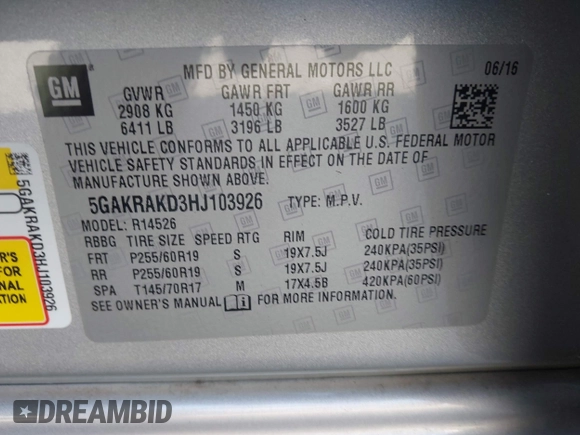 GM
MFD BY GENERAL MOTORS LLC 06/16
GVWR GAWR FRT GAWR RR
2908 KG 1450 KG 1600 KG
6411 LB 3196 LB 3527 LB
THIS VEHICLE CONFORMS TO ALL APPLICABLE U.S. FEDERAL MOTOR
VEHICLE SAFETY STANDARDS IN EFFECT ON THE DATE OF
MANUFACTURE SHOWN ABOVE.
5GAKRAKD3HJ103926 TYPE: M.P.V.
MODEL: R14526
RBBG TIRE SIZE SPEED RTG RIM COLD TIRE PRESSURE
FRT P255/60R19 S 19X7.5J 240KPA(35PSI)
RR P255/60R19 S 19X7.5J 240KPA(35PSI)
SPA T145/70R17 M 17X4.5B 420KPA(60PSI)
SEE OWNER'S MANUAL FOR MORE INFORMATION.
5GAKRAKD3HJ103926
FOR
NAL
ATION
DREAMBID